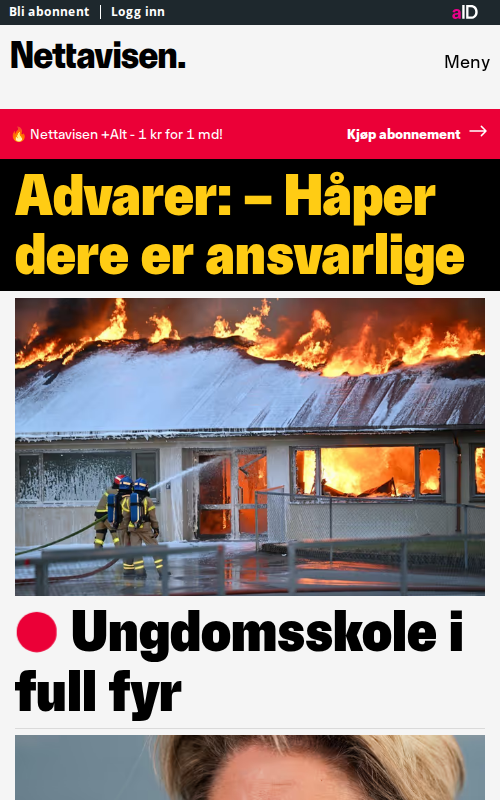 Bli abonnent | Logg inn
aID
Nettavisen.
Meny
🔥 Nettavisen +Alt - 1 kr for 1 md!
Kjøp abonnement →
Advarer: – Håper
dere er ansvarlige
Ungdomsskole i
full fyr